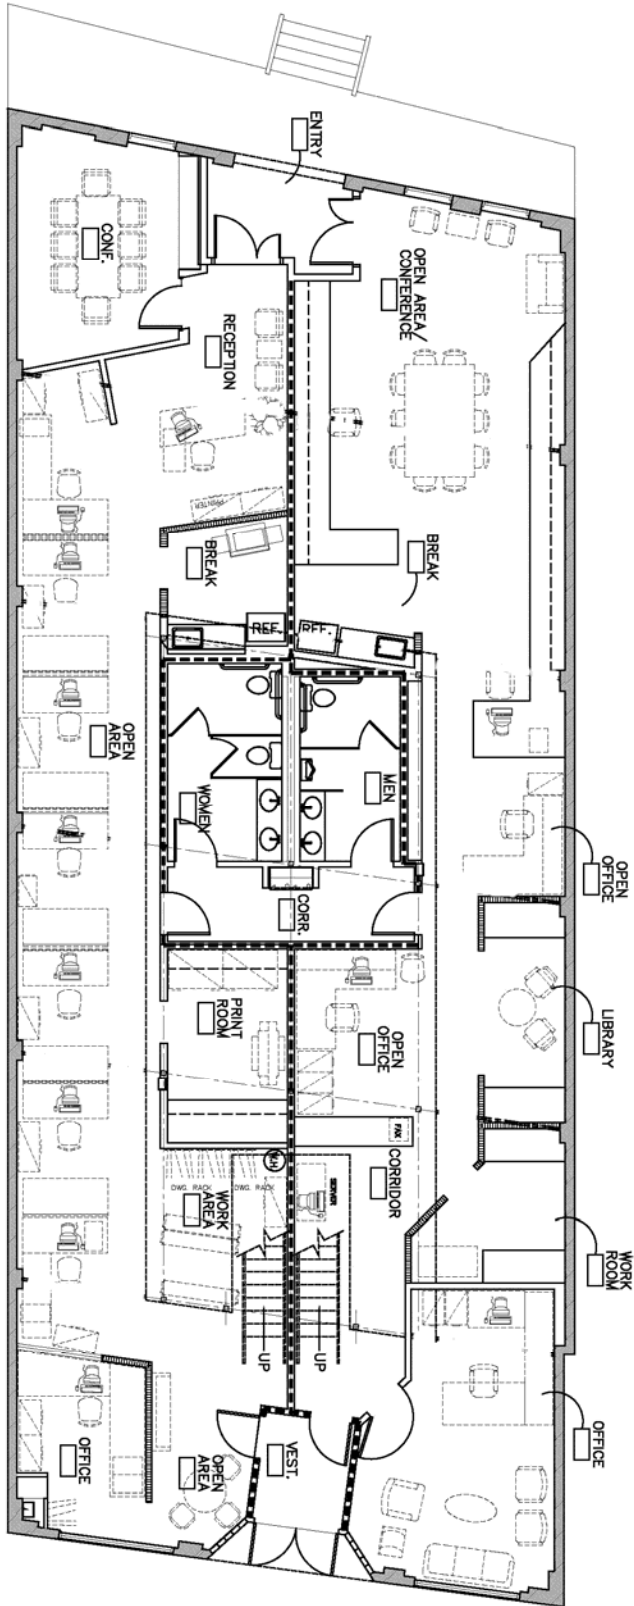 ENTRY
CONF.
OPEN AREA/
CONFERENCE
RECEPTION
PRINTER
BREAK
BREAK
REF.
REF.
OPEN
AREA
WOMEN
MEN
OPEN
OFFICE
CORR.
LIBRARY
PRINT
ROOM
OPEN
OFFICE
FAX
CORRIDOR
W.H
DWG. RACK
DWG. RACK
WORK
AREA
SERVER
WORK
ROOM
UP
UP
OFFICE
VEST.
OPEN
AREA
OFFICE